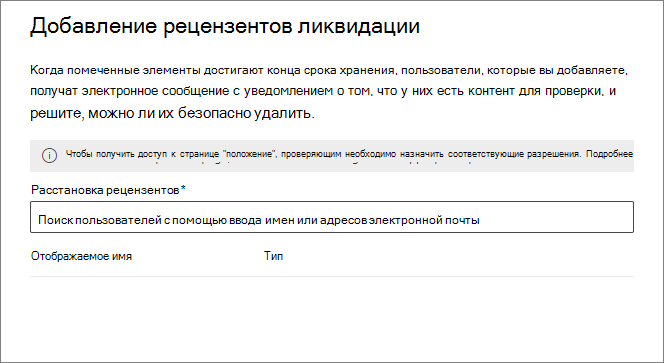 Добавление рецензентов ликвидации
Когда помеченные элементы достигают конца срока хранения, пользователи, которые вы добавляете,
получат электронное сообщение с уведомлением о том, что у них есть контент для проверки, и
решите, можно ли их безопасно удалить.
Чтобы получить доступ к странице "положение", проверяющим необходимо назначить соответствующие разрешения. Подробнее
Расстановка рецензентов *
Поиск пользователей с помощью ввода имен или адресов электронной почты
Отображаемое имя Тип